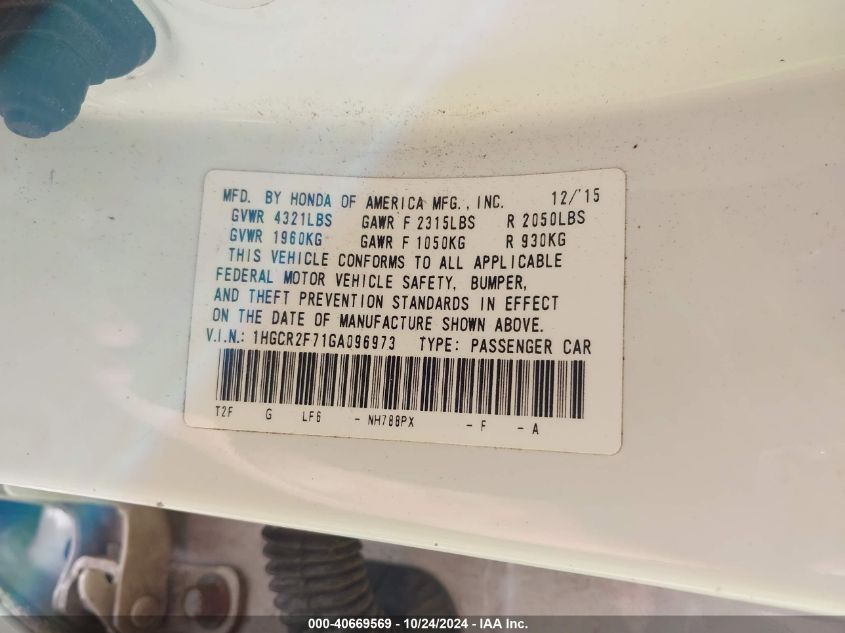 MFD. BY HONDA OF AMERICA MFG., INC. 12/'15
GVWR 4321LBS GAWR F 2315LBS R 2050LBS
GVWR 1960KG GAWR F 1050KG R 930KG
THIS VEHICLE CONFORMS TO ALL APPLICABLE
FEDERAL MOTOR VEHICLE SAFETY, BUMPER,
AND THEFT PREVENTION STANDARDS IN EFFECT
ON THE DATE OF MANUFACTURE SHOWN ABOVE.
V.I.N.: 1HGCR2F71GA096973 TYPE: PASSENGER CAR
T2F G LF6 - NH788PX - F - A
000-40669569 - 10/24/2024 - IAA Inc.